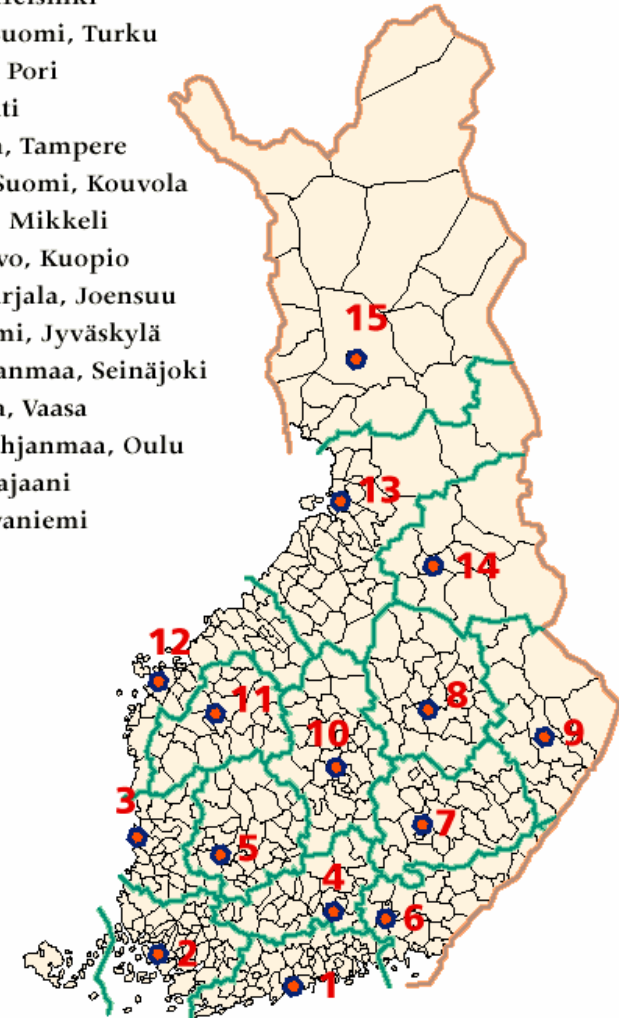 uomi, Turku
Pori
ti
, Tampere
Suomi, Kouvola
Mikkeli
vo, Kuopio
rjala, Joensuu
mi, Jyväskylä
anmaa, Seinäjoki
, Vaasa
hjanmaa, Oulu
ajaani
vaniemi
15
13
14
12
11
8
10
9
3
7
5
4
6
2
1